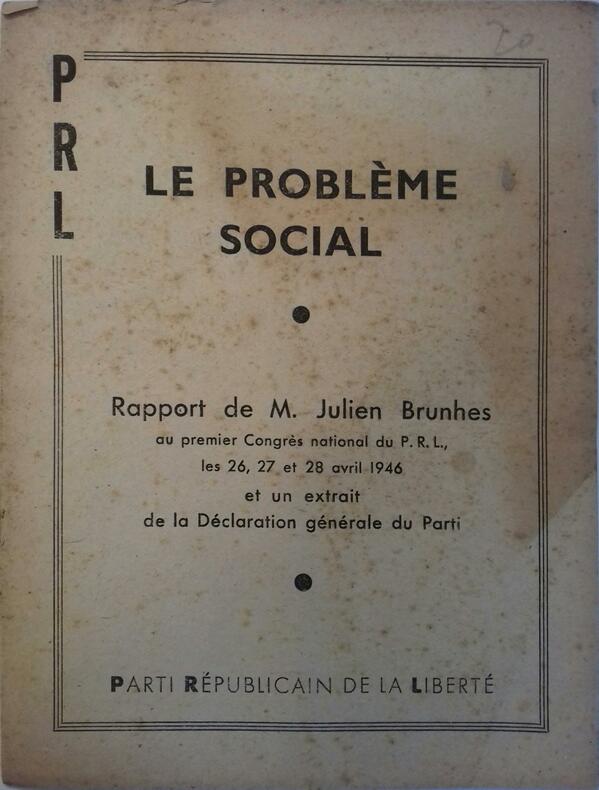 20
PRL
LE PROBLÈME
SOCIAL
Rapport de M. Julien Brunhes
au premier Congrès national du P. R. L.,
les 26, 27 et 28 avril 1946
et un extrait
de la Déclaration générale du Parti
PARTI RÉPUBLICAIN DE LA LIBERTÉ